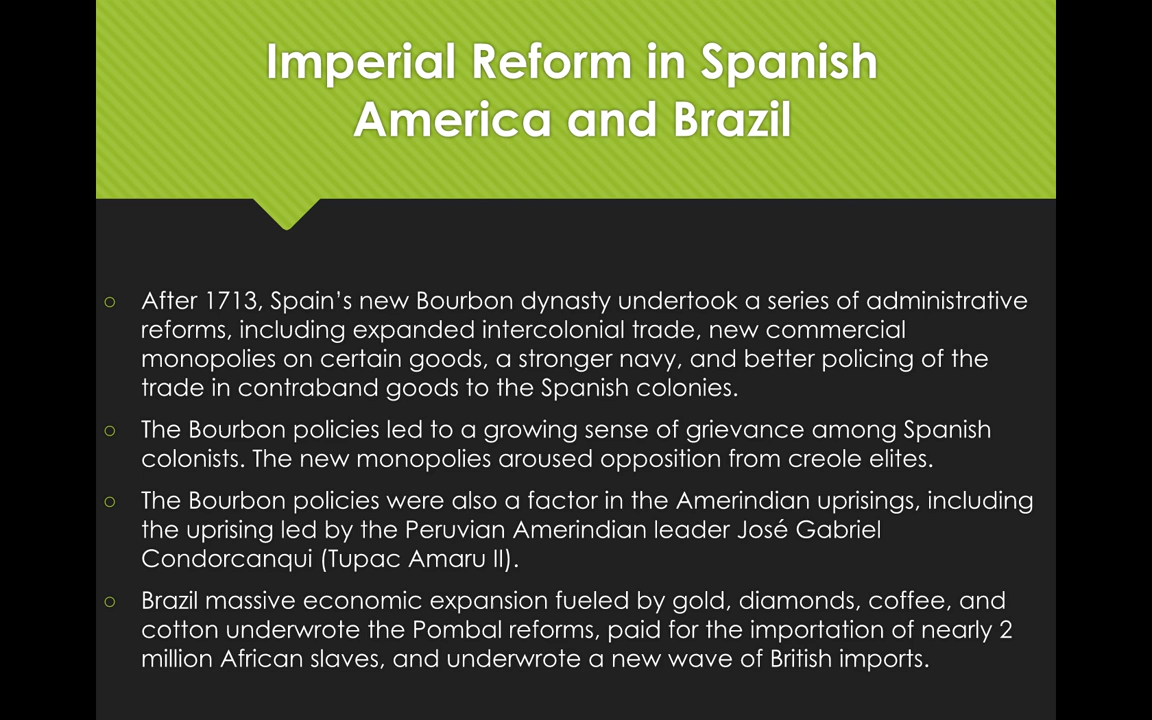 Imperial Reform in Spanish
America and Brazil
○ After 1713, Spain's new Bourbon dynasty undertook a series of administrative
reforms, including expanded intercolonial trade, new commercial
monopolies on certain goods, a stronger navy, and better policing of the
trade in contraband goods to the Spanish colonies.
○ The Bourbon policies led to a growing sense of grievance among Spanish
colonists. The new monopolies aroused opposition from creole elites.
○ The Bourbon policies were also a factor in the Amerindian uprisings, including
the uprising led by the Peruvian Amerindian leader José Gabriel
Condorcanqui (Tupac Amaru II).
○ Brazil massive economic expansion fueled by gold, diamonds, coffee, and
cotton underwrote the Pombal reforms, paid for the importation of nearly 2
million African slaves, and underwrote a new wave of British imports.